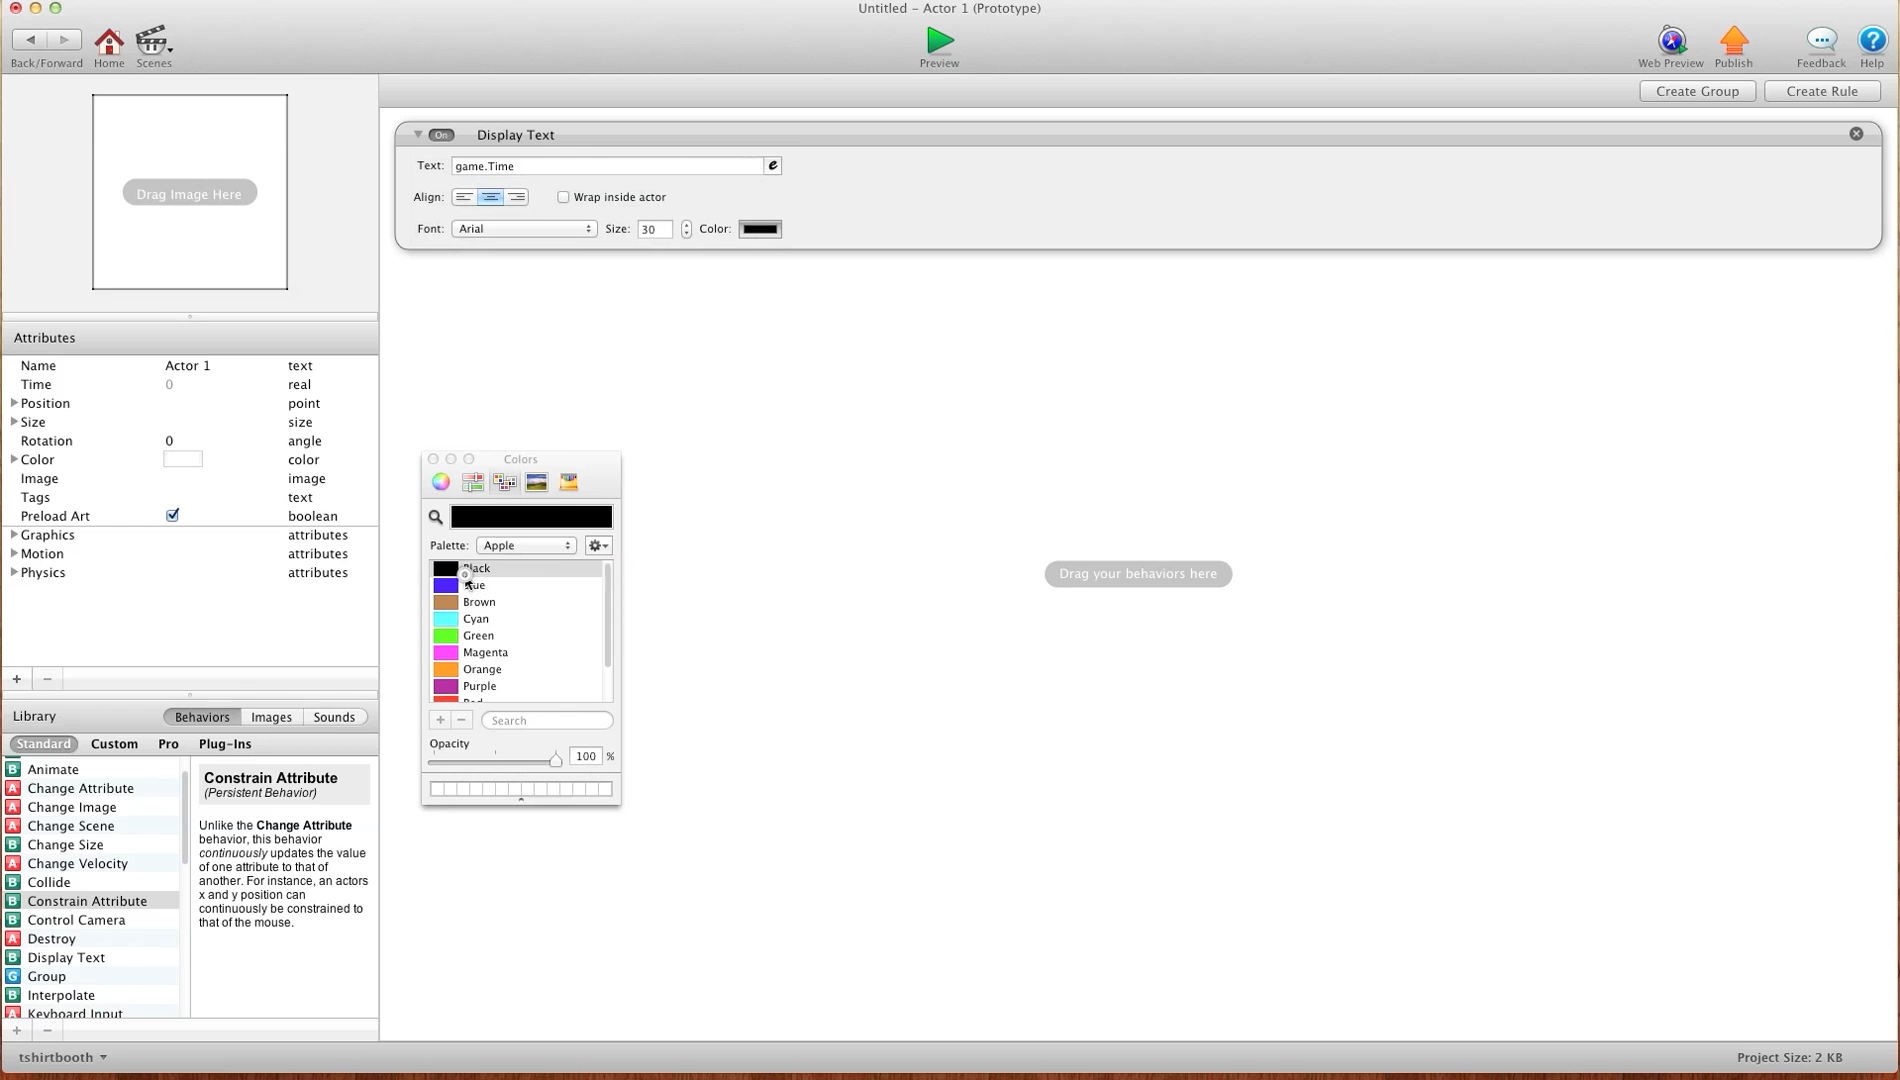 Untitled – Actor 1 (Prototype)
Back/Forward Home Scenes Preview Web Preview Publish Feedback Help
Create Group Create Rule
Drag Image Here
On Display Text
Text: game.Time e
Align: Wrap inside actor
Font: Arial Size: 30 Color:
Attributes
Name Actor 1 text
Time 0 real
Position point
Size size
Rotation 0 angle
Color color
Image image
Tags text
Preload Art boolean
Graphics attributes
Motion attributes
Physics attributes
Colors
Palette: Apple
Black
Brown
Cyan
Green
Magenta
Orange
Purple
Search
Opacity
100 %
Drag your behaviors here
Library Behaviors Images Sounds
Standard Custom Pro Plug-Ins
B Animate
A Change Attribute
A Change Image
A Change Scene
B Change Size
A Change Velocity
B Collide
B Constrain Attribute
B Control Camera
A Destroy
B Display Text
G Group
B Interpolate
A Keyboard Input
Constrain Attribute
(Persistent Behavior)
Unlike the Change Attribute
behavior, this behavior
continuously updates the value
of one attribute to that of
another. For instance, an actors
x and y position can
continuously be constrained to
that of the mouse.
tshirtbooth
Project Size: 2 KB